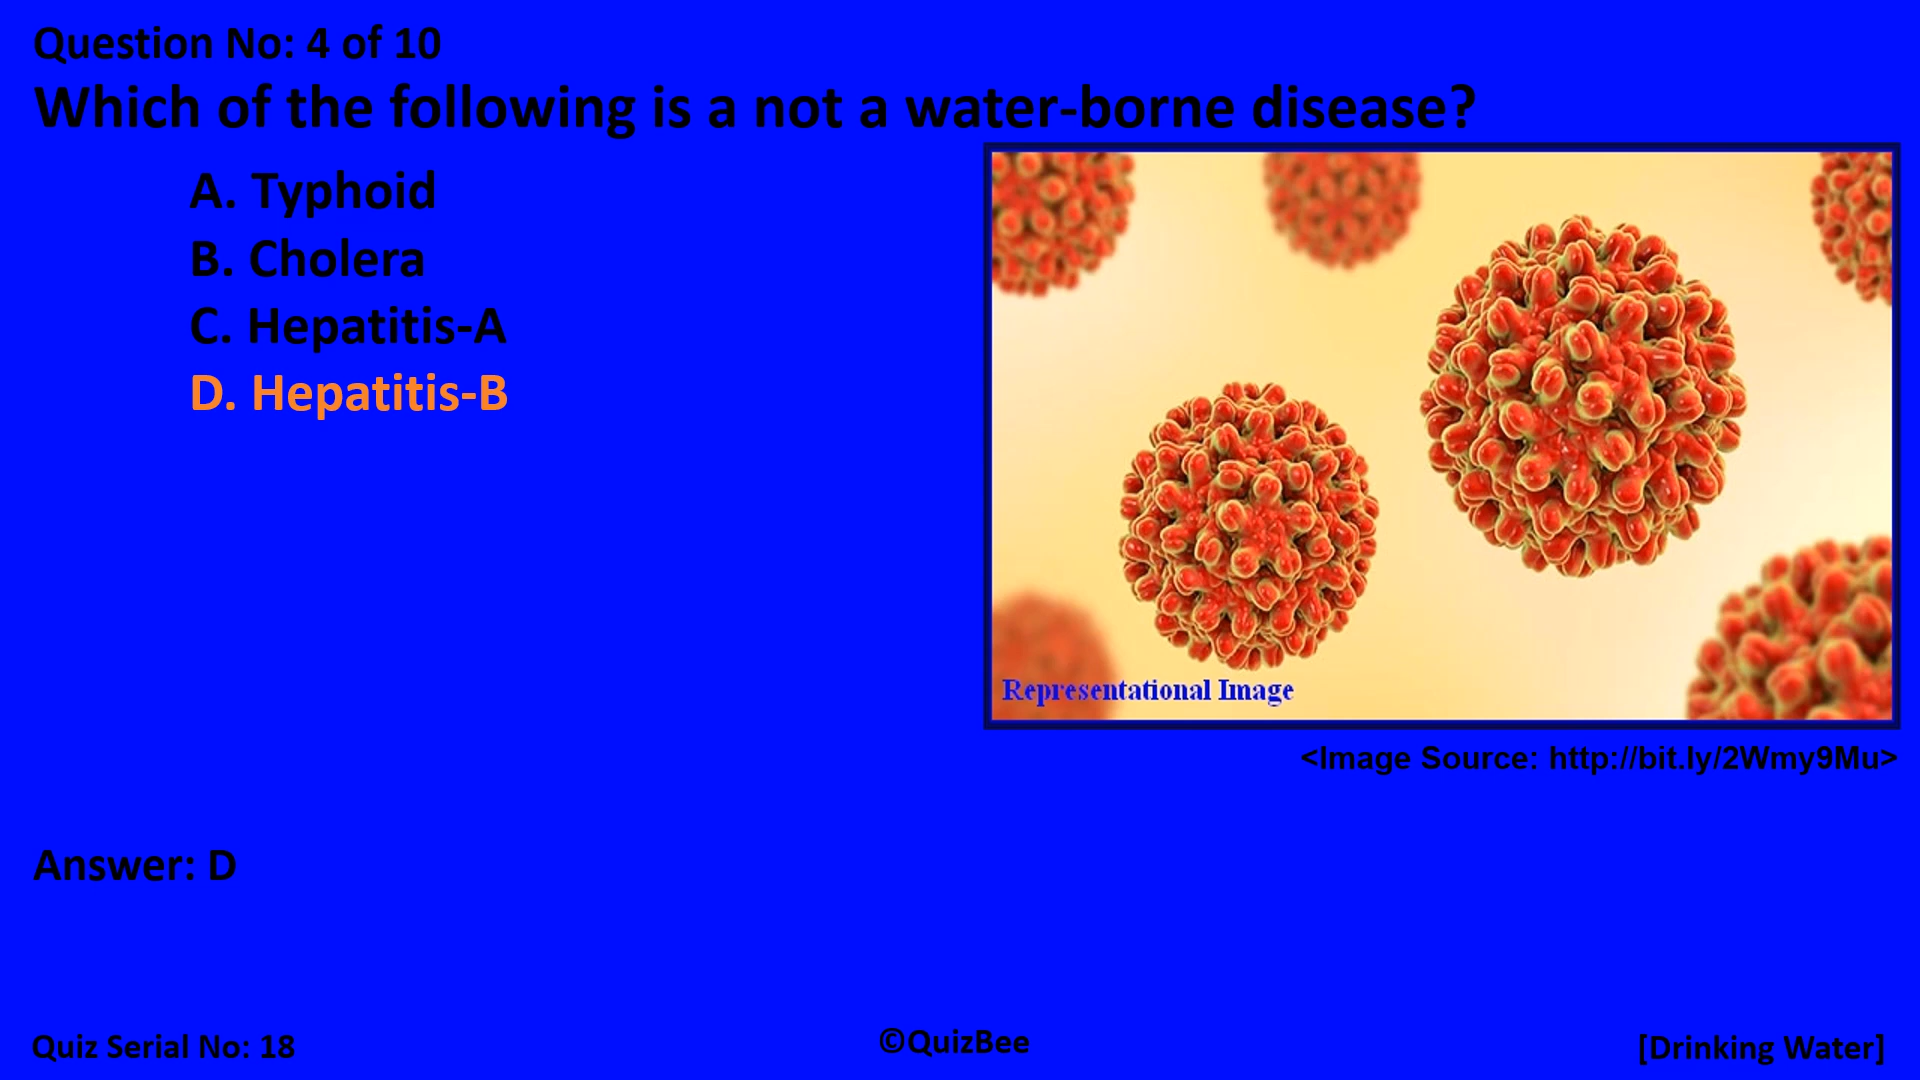 Question No: 4 of 10
Which of the following is a not a water-borne disease?
A. Typhoid
B. Cholera
C. Hepatitis-A
D. Hepatitis-B
Representational Image
<Image Source: http://bit.ly/2Wmy9Mu>
Answer: D
Quiz Serial No: 18
©QuizBee
[Drinking Water]